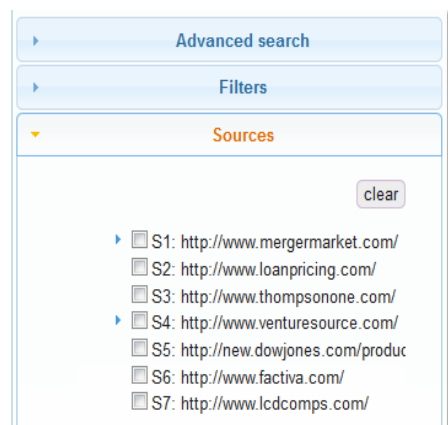 Advanced search
Filters
Sources
clear
S1: http://www.mergermarket.com/
S2: http://www.loanpricing.com/
S3: http://www.thompsonone.com/
S4: http://www.venturesource.com/
S5: http://new.dowjones.com/produc
S6: http://www.factiva.com/
S7: http://www.lcdcomps.com/